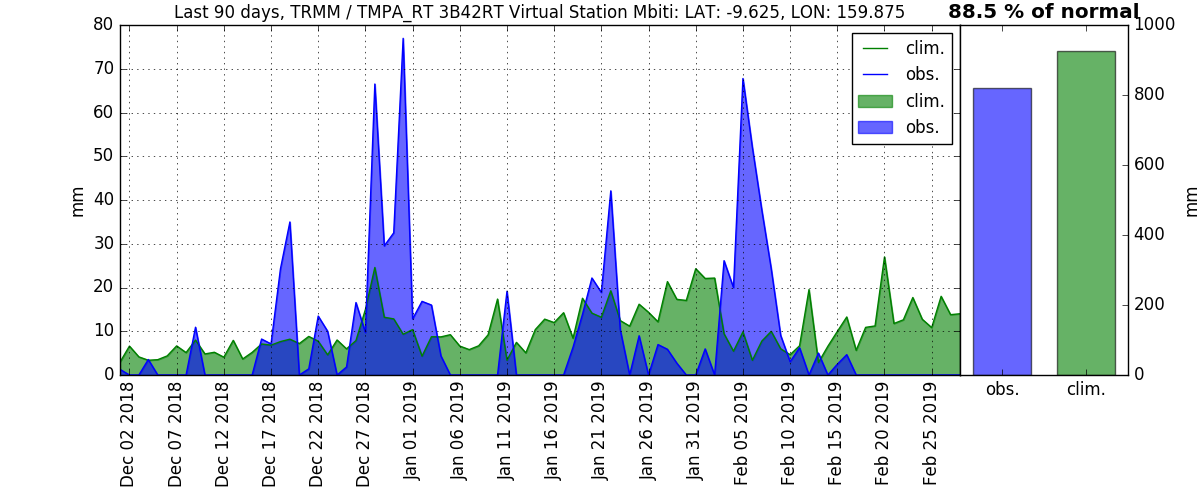 Last 90 days, TRMM / TMPA_RT 3B42RT Virtual Station Mbiti: LAT: -9.625, LON: 159.875
88.5 % of normal
80
70
60
50
40
30
20
10
0
mm
clim.
obs.
clim.
obs.
Dec 02 2018
Dec 07 2018
Dec 12 2018
Dec 17 2018
Dec 22 2018
Dec 27 2018
Jan 01 2019
Jan 06 2019
Jan 11 2019
Jan 16 2019
Jan 21 2019
Jan 26 2019
Jan 31 2019
Feb 05 2019
Feb 10 2019
Feb 15 2019
Feb 20 2019
Feb 25 2019
1000
800
600
400
200
0
mm
obs.
clim.